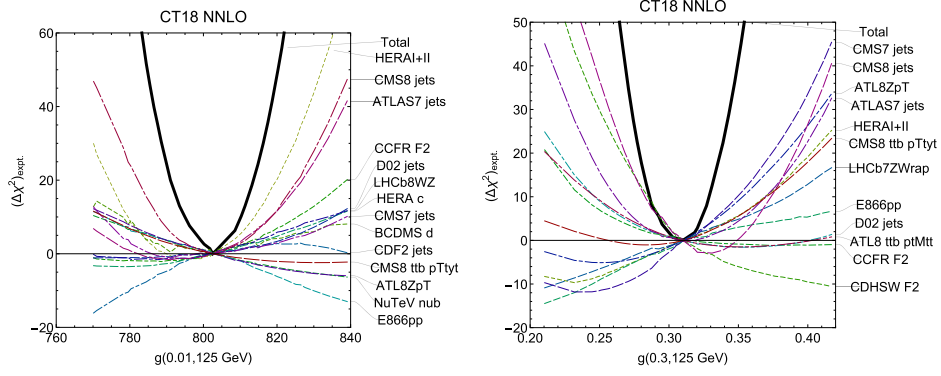 CT18 NNLO
60
40
20
0
−20
(Δχ²)expt.
760
780
800
820
840
g(0.01,125 GeV)
Total
HERAI+II
CMS8 jets
ATLAS7 jets
CCFR F2
D02 jets
LHCb8WZ
HERA c
CMS7 jets
BCDMS d
CDF2 jets
CMS8 ttb pTtyt
ATL8ZpT
NuTeV nub
E866pp
CT18 NNLO
50
40
30
20
10
0
−10
−20
(Δχ²)expt.
0.20
0.25
0.30
0.35
0.40
g(0.3,125 GeV)
Total
CMS7 jets
CMS8 jets
ATL8ZpT
ATLAS7 jets
HERAI+II
CMS8 ttb pTtyt
LHCb7ZWrap
E866pp
D02 jets
ATL8 ttb ptMtt
CCFR F2
CDHSW F2